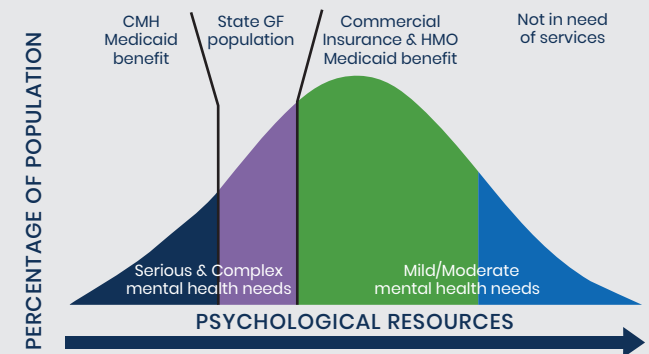 CMH
Medicaid
benefit
State GF
population
Commercial
Insurance & HMO
Medicaid benefit
Not in need
of services
PERCENTAGE OF POPULATION
Serious & Complex
mental health needs
Mild/Moderate
mental health needs
PSYCHOLOGICAL RESOURCES